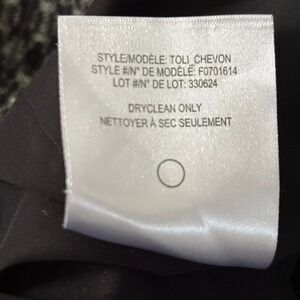 STYLE/MODÈLE: TOLI_CHEVON
STYLE #/N° DE MODÈLE: F0701614
LOT #/N° DE LOT: 330624
DRYCLEAN ONLY
NETTOYER À SEC SEULEMENT